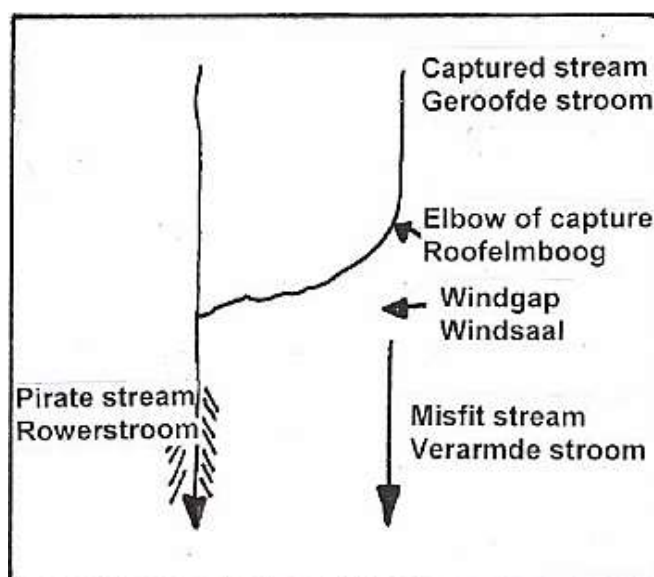 Captured stream
Geroofde stroom
Elbow of capture
Roofelmboog
Windgap
Windsaal
Pirate stream
Rowerstroom
Misfit stream
Verarmde stroom